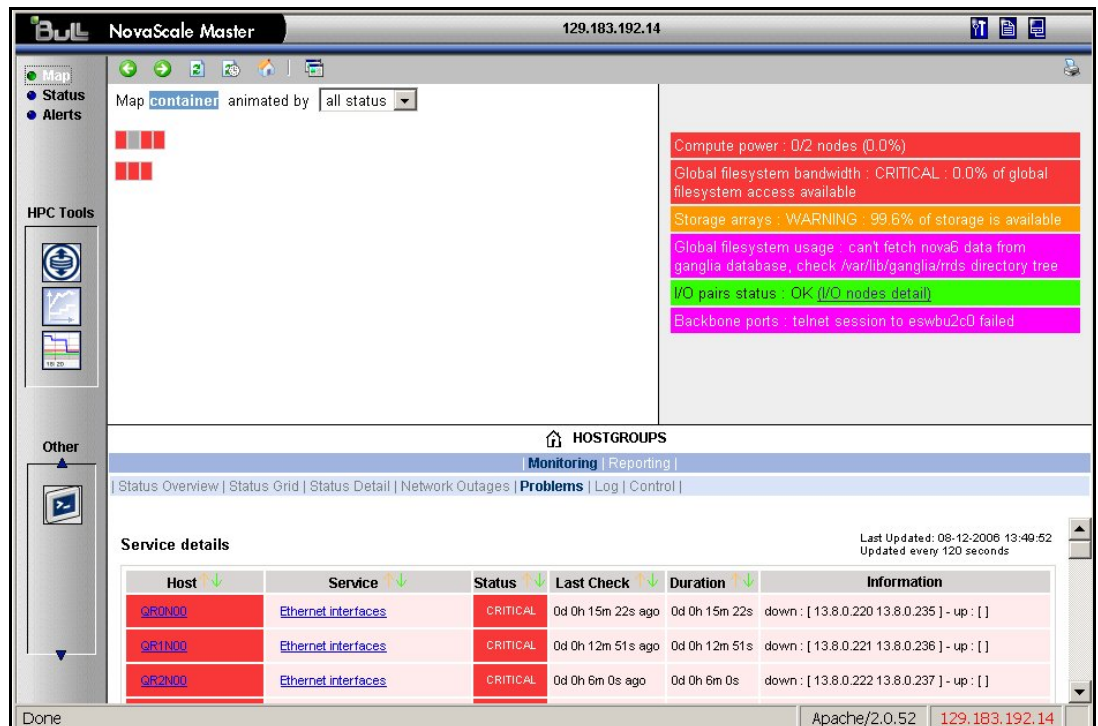 Bull NovaScale Master 129.183.192.14
Map
Status
Alerts
HPC Tools
16 20
Other
Map container animated by all status
Compute power : 0/2 nodes (0.0%)
Global filesystem bandwidth : CRITICAL : 0.0% of global
filesystem access available
Storage arrays : WARNING : 99.6% of storage is available
Global filesystem usage : can't fetch nova6 data from
ganglia database, check /var/lib/ganglia/rrds directory tree
I/O pairs status : OK (I/O nodes detail)
Backbone ports : telnet session to eswbu2c0 failed
HOSTGROUPS
| Monitoring | Reporting |
| Status Overview | Status Grid | Status Detail | Network Outages | Problems | Log | Control |
Service details
Last Updated: 08-12-2006 13:49:52
Updated every 120 seconds
Host Service Status Last Check Duration Information
QR0N00 Ethernet interfaces CRITICAL 0d 0h 15m 22s ago 0d 0h 15m 22s down : [ 13.8.0.220 13.8.0.235 ] - up : [ ]
QR1N00 Ethernet interfaces CRITICAL 0d 0h 12m 51s ago 0d 0h 12m 51s down : [ 13.8.0.221 13.8.0.236 ] - up : [ ]
QR2N00 Ethernet interfaces CRITICAL 0d 0h 6m 0s ago 0d 0h 6m 0s down : [ 13.8.0.222 13.8.0.237 ] - up : [ ]
Done Apache/2.0.52 129.183.192.14